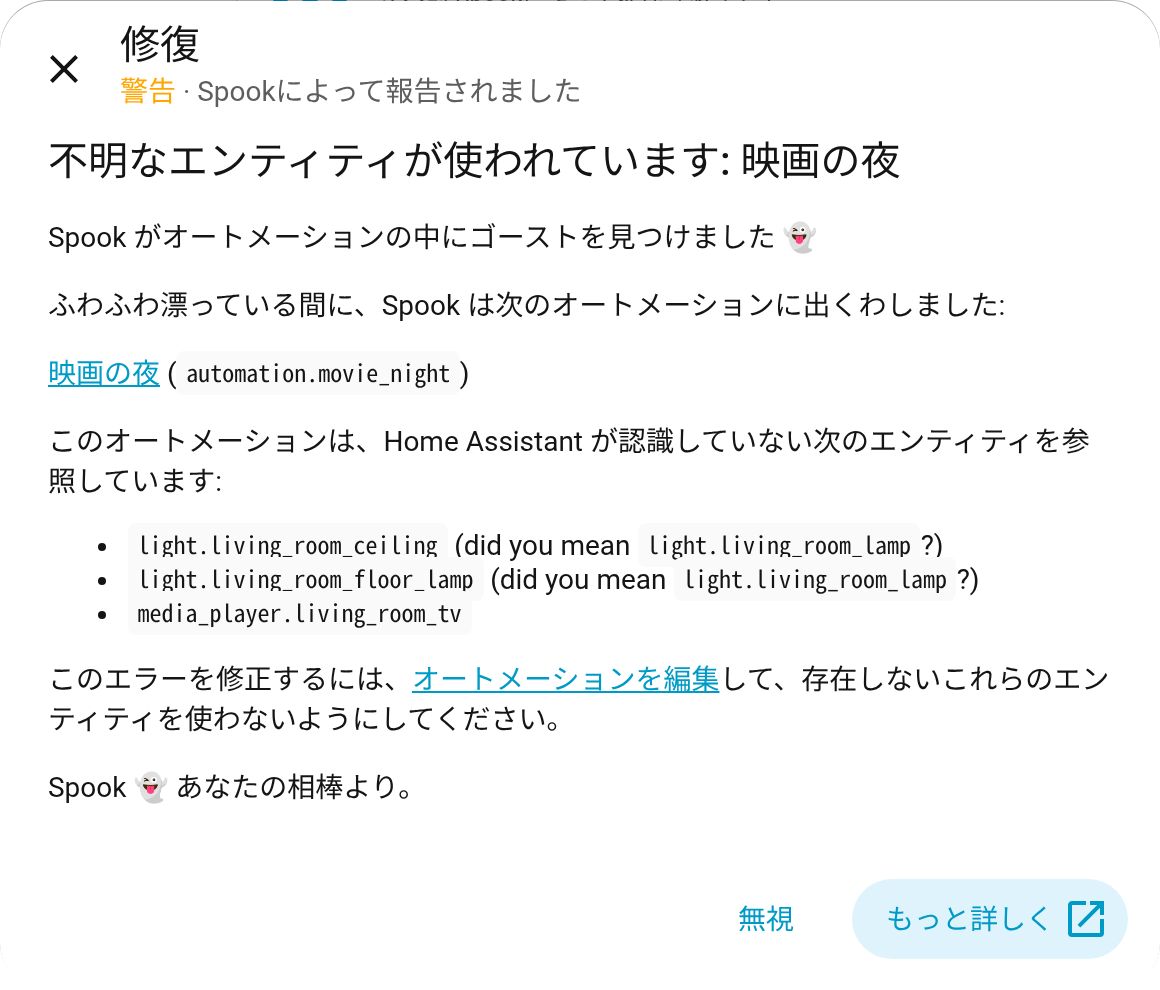 修復
警告 · Spookによって報告されました
不明なエンティティが使われています: 映画の夜
Spook がオートメーションの中にゴーストを見つけました 👻
ふわふわ漂っている間に、Spook は次のオートメーションに出くわしました:
映画の夜 ( automation.movie_night )
このオートメーションは、Home Assistant が認識していない次のエンティティを参
照しています:
• light.living_room_ceiling (did you mean light.living_room_lamp ?)
• light.living_room_floor_lamp (did you mean light.living_room_lamp ?)
• media_player.living_room_tv
このエラーを修正するには、オートメーションを編集して、存在しないこれらのエン
ティティを使わないようにしてください。
Spook 👻 あなたの相棒より。
無視
もっと詳しく